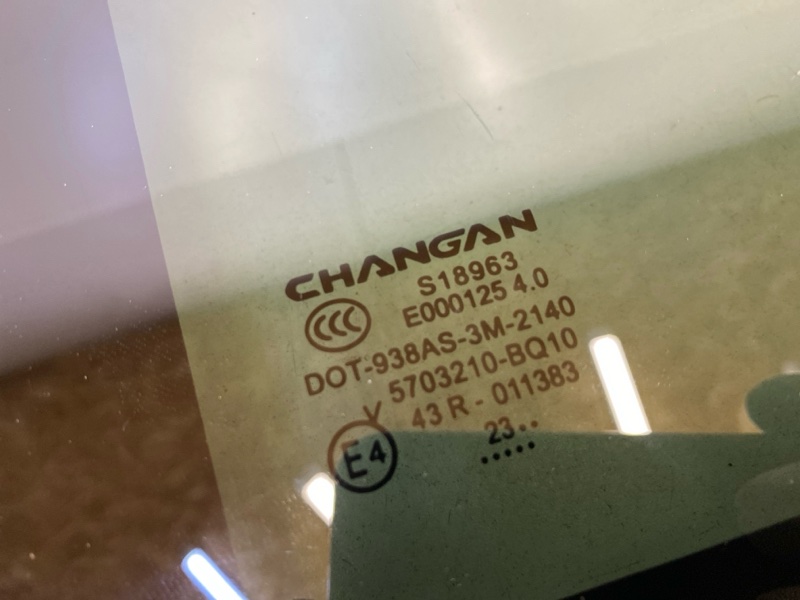 CHANGAN
S18963
CCC E000125 4.0
DOT-938AS-3M-2140
5703210-BQ10
V 43 R - 011383
E4 23..
.....